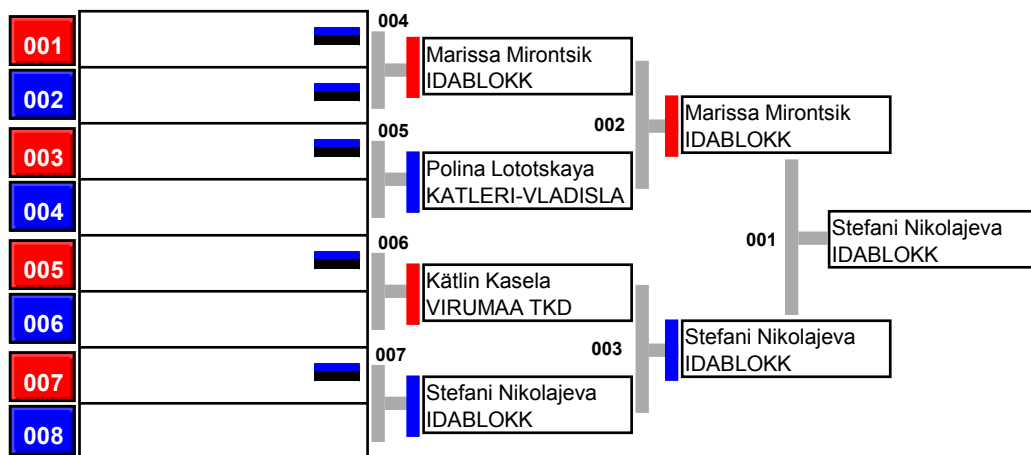 001
002
003
004
005
006
007
008
004
005
006
007
Marissa Mirontsik
IDABLOKK
Polina Lototskaya
KATLERI-VLADISLA
Kätlin Kasela
VIRUMAA TKD
Stefani Nikolajeva
IDABLOKK
002
003
Marissa Mirontsik
IDABLOKK
Stefani Nikolajeva
IDABLOKK
001
Stefani Nikolajeva
IDABLOKK